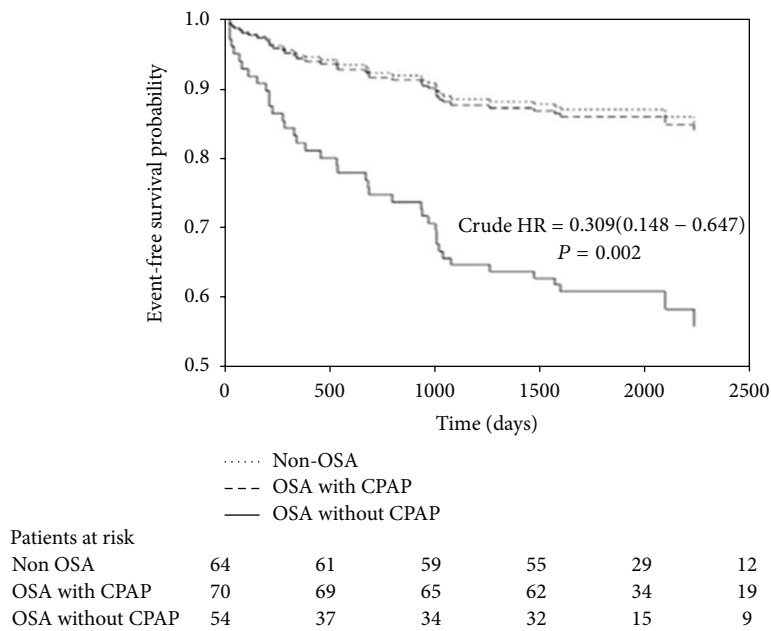 1.0
0.9
0.8
0.7
0.6
0.5
Event-free survival probability
Crude HR = 0.309(0.148 − 0.647)
P = 0.002
0 500 1000 1500 2000 2500
Time (days)
Non-OSA
OSA with CPAP
OSA without CPAP
Patients at risk
Non OSA 64 61 59 55 29 12
OSA with CPAP 70 69 65 62 34 19
OSA without CPAP 54 37 34 32 15 9